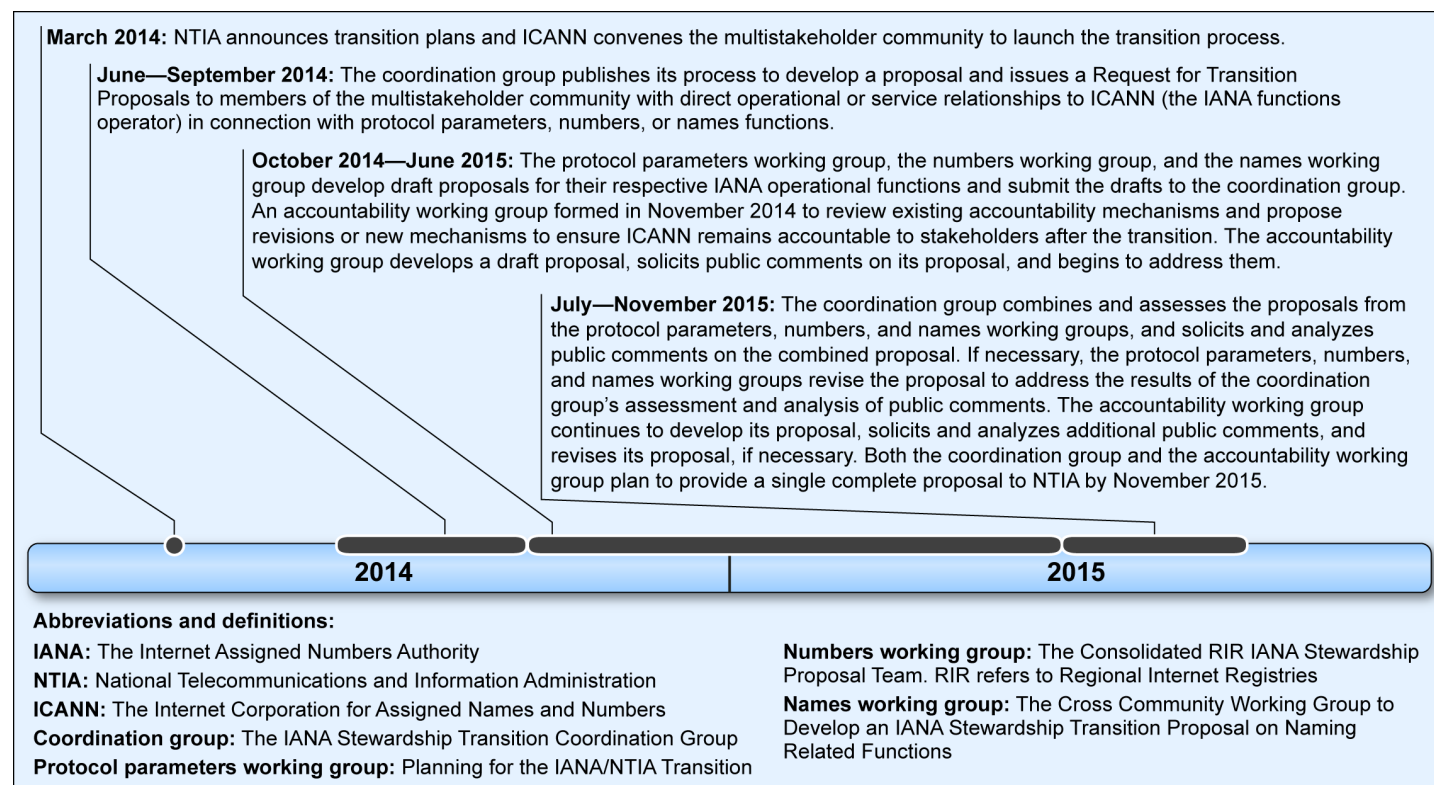 March 2014: NTIA announces transition plans and ICANN convenes the multistakeholder community to launch the transition process.
June—September 2014: The coordination group publishes its process to develop a proposal and issues a Request for Transition
Proposals to members of the multistakeholder community with direct operational or service relationships to ICANN (the IANA functions
operator) in connection with protocol parameters, numbers, or names functions.
October 2014—June 2015: The protocol parameters working group, the numbers working group, and the names working
group develop draft proposals for their respective IANA operational functions and submit the drafts to the coordination group.
An accountability working group formed in November 2014 to review existing accountability mechanisms and propose
revisions or new mechanisms to ensure ICANN remains accountable to stakeholders after the transition. The accountability
working group develops a draft proposal, solicits public comments on its proposal, and begins to address them.
July—November 2015: The coordination group combines and assesses the proposals from
the protocol parameters, numbers, and names working groups, and solicits and analyzes
public comments on the combined proposal. If necessary, the protocol parameters, numbers,
and names working groups revise the proposal to address the results of the coordination
group’s assessment and analysis of public comments. The accountability working group
continues to develop its proposal, solicits and analyzes additional public comments, and
revises its proposal, if necessary. Both the coordination group and the accountability working
group plan to provide a single complete proposal to NTIA by November 2015.
2014
2015
Abbreviations and definitions:
IANA: The Internet Assigned Numbers Authority
NTIA: National Telecommunications and Information Administration
ICANN: The Internet Corporation for Assigned Names and Numbers
Coordination group: The IANA Stewardship Transition Coordination Group
Protocol parameters working group: Planning for the IANA/NTIA Transition
Numbers working group: The Consolidated RIR IANA Stewardship
Proposal Team. RIR refers to Regional Internet Registries
Names working group: The Cross Community Working Group to
Develop an IANA Stewardship Transition Proposal on Naming
Related Functions